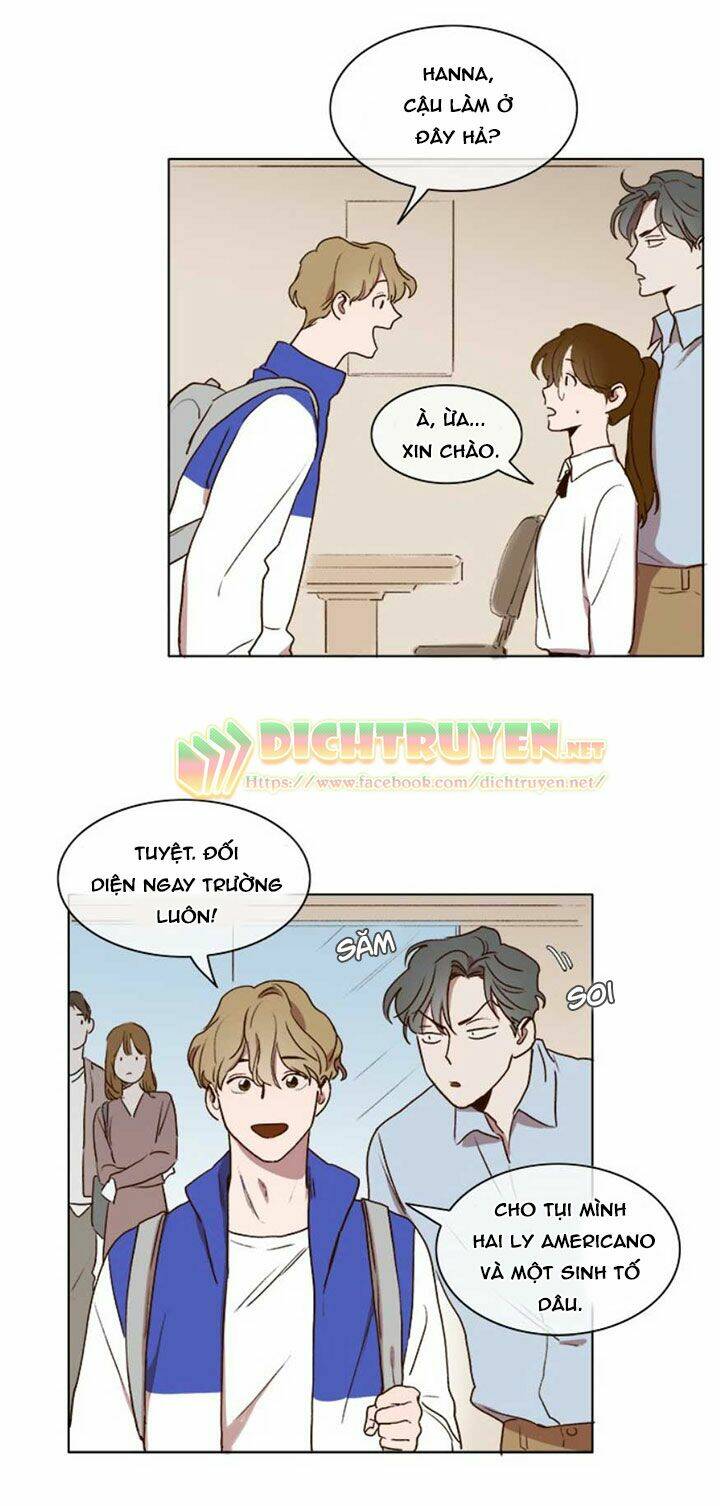 HANNA,
CẬU LÀM Ở
ĐÂY HẢ?
À, ỪA...
XIN CHÀO.
DICHTRUYEN.NET
Https://www.facebook.com/dichtruyen.net/
TUYỆT. ĐỐI
DIỆN NGAY TRƯỜNG
LUÔN!
SĂM
SOI
CHO TỤI MÌNH
HAI LY AMERICANO
VÀ MỘT SINH TỐ
DÂU.